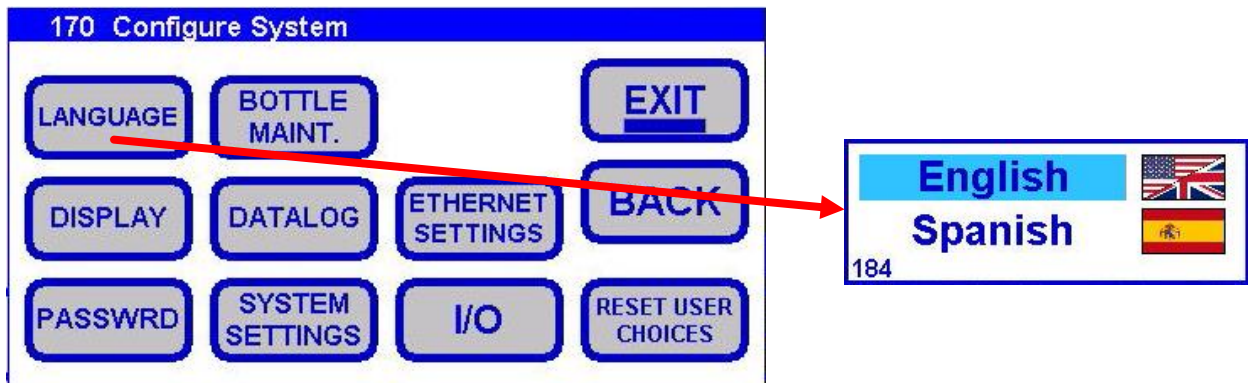 170 Configure System
LANGUAGE
BOTTLE
MAINT.
EXIT
DISPLAY
DATALOG
ETHERNET
SETTINGS
BACK
PASSWRD
SYSTEM
SETTINGS
I/O
RESET USER
CHOICES
English
Spanish
184